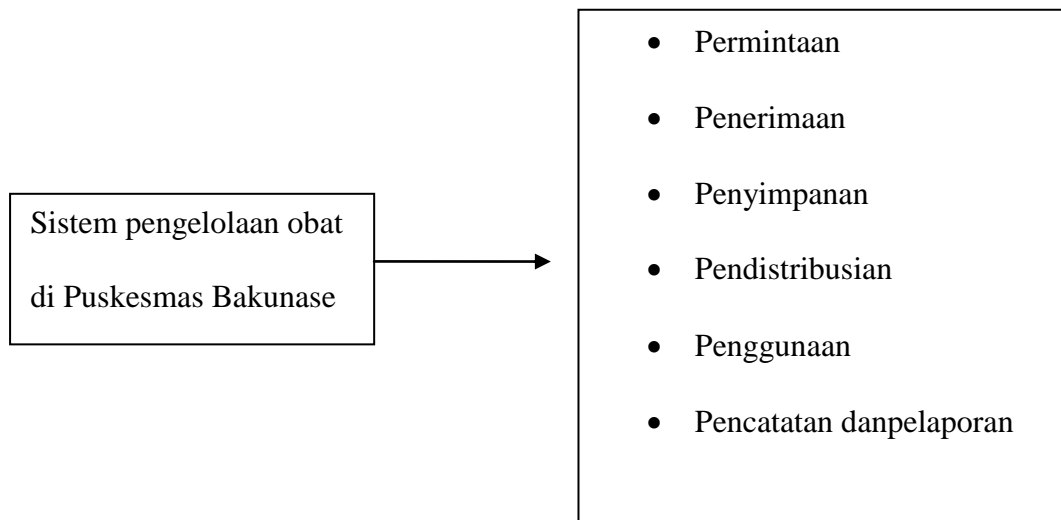 Sistem pengelolaan obat
di Puskesmas Bakunase
• Permintaan
• Penerimaan
• Penyimpanan
• Pendistribusian
• Penggunaan
• Pencatatan danpelaporan